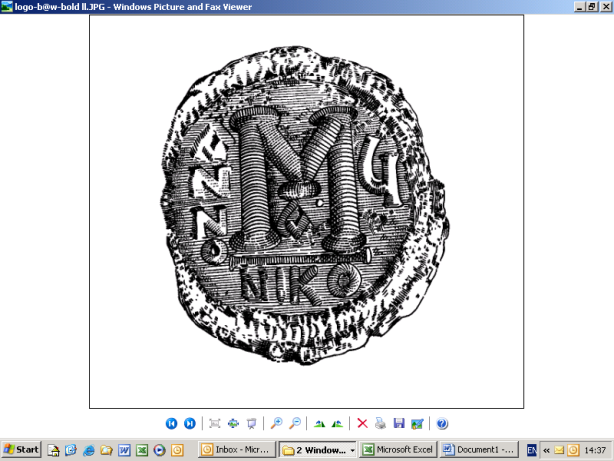 logo-b@w-bold II.JPG - Windows Picture and Fax Viewer
ANNO
M
Ч
NIKO
Start
Inbox - Micr...
2 Window...
Microsoft Excel
Document1 -...
EN
14:37